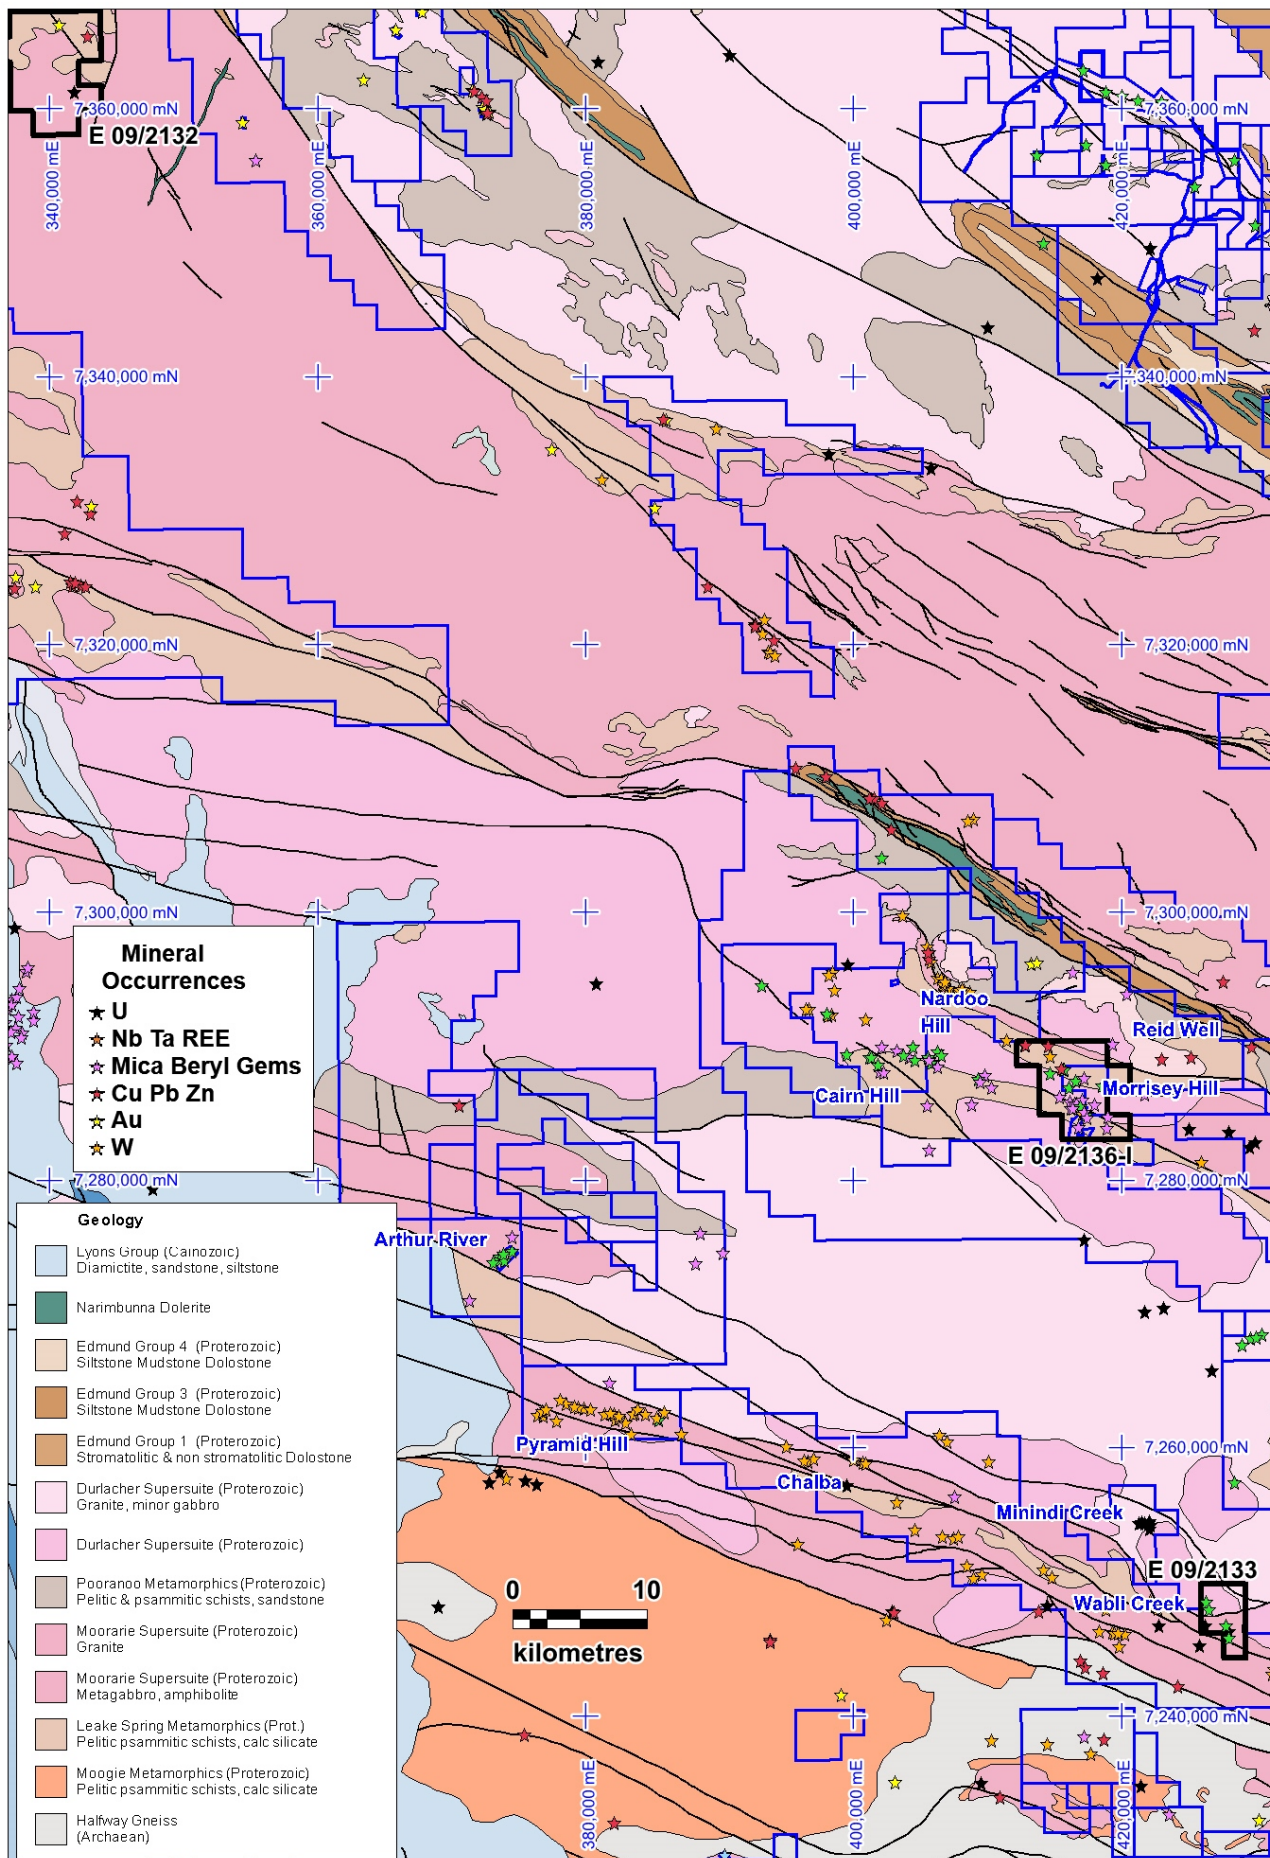 7,360,000 mN
7,360,000 mN
E 09/2132
340,000 mE
360,000 mE
380,000 mE
400,000 mE
420,000 mE
7,340,000 mN
7,340,000 mN
7,320,000 mN
7,320,000 mN
7,300,000 mN
7,300,000 mN
Mineral
Occurrences
U
Nb Ta REE
Mica Beryl Gems
Cu Pb Zn
Au
W
Nardoo
Hill
Reid Well
Cairn Hill
Morrisey Hill
E 09/2136-I
7,280,000 mN
7,280,000 mN
Geology
Lyons Group (Cainozoic)
Diamictite, sandstone, siltstone
Narimbunna Dolerite
Edmund Group 4 (Proterozoic)
Siltstone Mudstone Dolostone
Edmund Group 3 (Proterozoic)
Siltstone Mudstone Dolostone
Edmund Group 1 (Proterozoic)
Stromatolitic & non stromatolitic Dolostone
Durlacher Supersuite (Proterozoic)
Granite, minor gabbro
Durlacher Supersuite (Proterozoic)
Pooranoo Metamorphics (Proterozoic)
Pelitic & psammitic schists, sandstone
Moorarie Supersuite (Proterozoic)
Granite
Moorarie Supersuite (Proterozoic)
Metagabbro, amphibolite
Leake Spring Metamorphics (Prot.)
Pelitic psammitic schists, calc silicate
Moogie Metamorphics (Proterozoic)
Pelitic psammitic schists, calc silicate
Halfway Gneiss
(Archaean)
Arthur River
Pyramid Hill
7,260,000 mN
Chalba
Minindi Creek
E 09/2133
Wabli Creek
0 10
kilometres
7,240,000 mN
380,000 mE
400,000 mE
420,000 mE